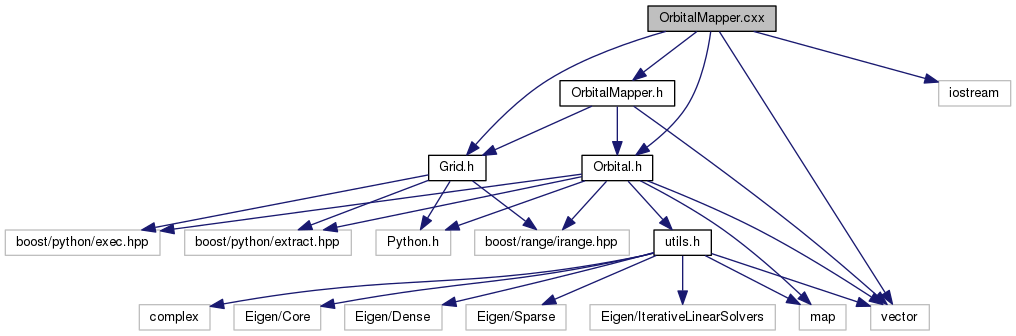 OrbitalMapper.cxx
OrbitalMapper.h
iostream
Grid.h
Orbital.h
boost/python/exec.hpp
boost/python/extract.hpp
Python.h
boost/range/irange.hpp
utils.h
complex
Eigen/Core
Eigen/Dense
Eigen/Sparse
Eigen/IterativeLinearSolvers
map
vector